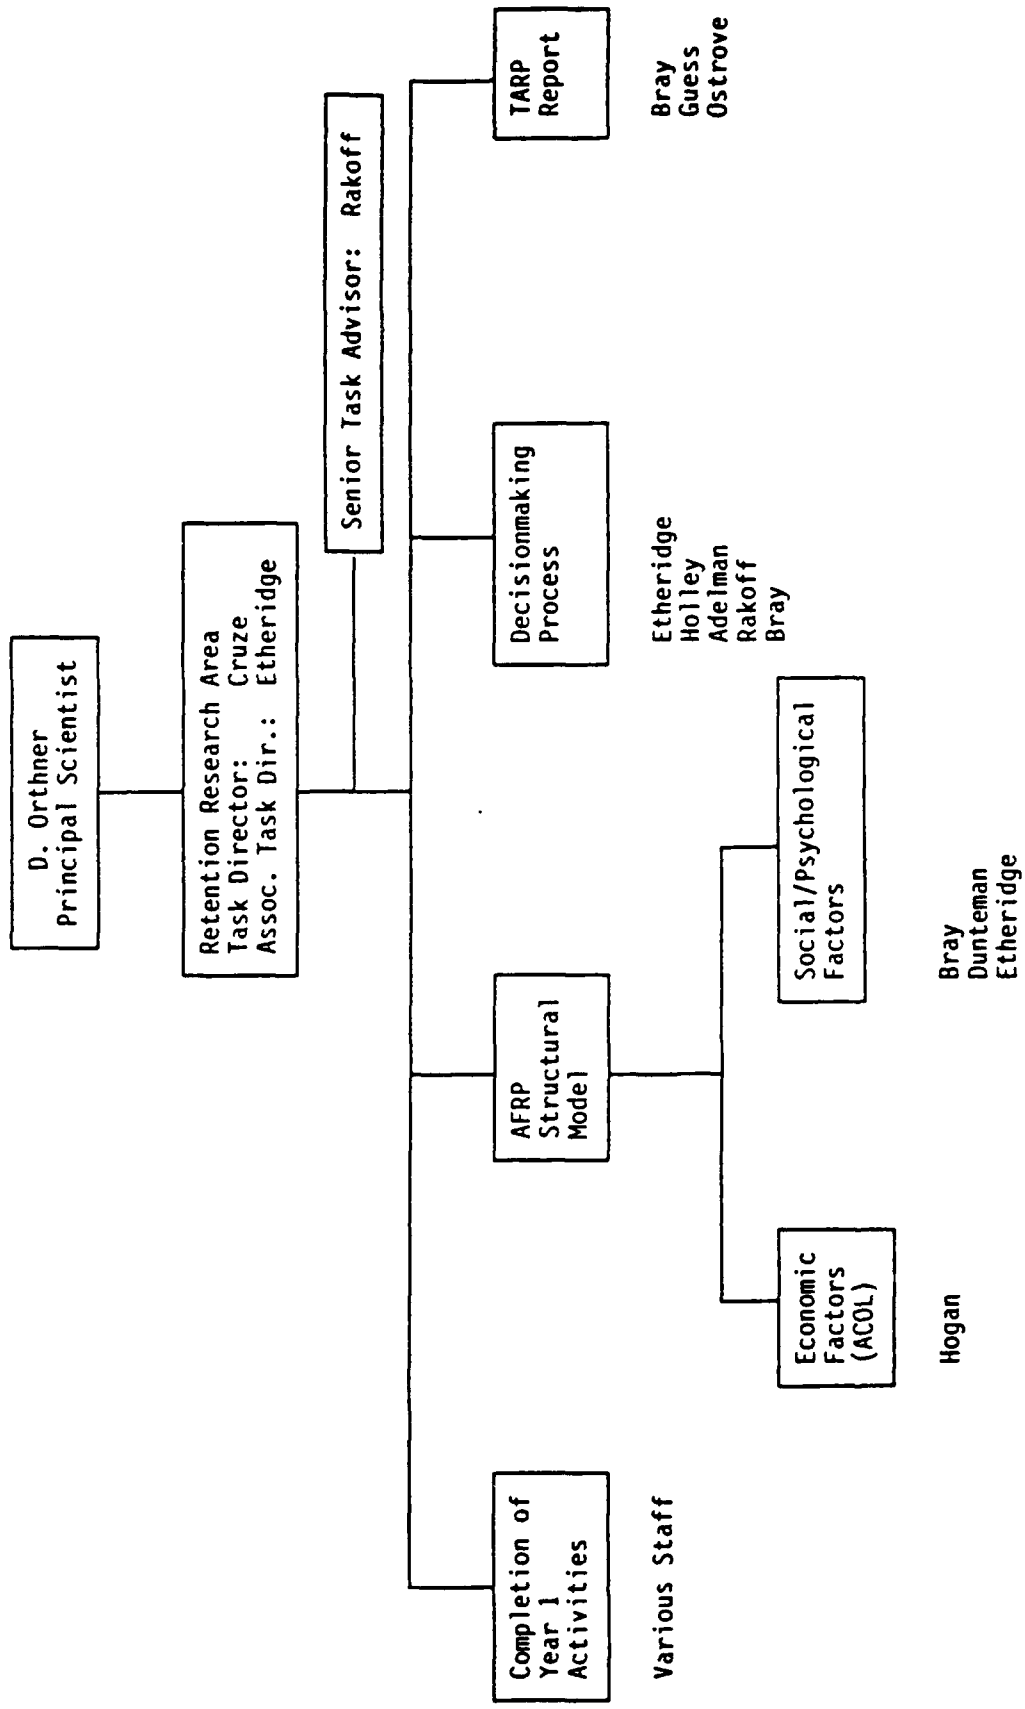 D. Orthner
Principal Scientist
Retention Research Area
Task Director: Cruze
Assoc. Task Dir.: Etheridge
Senior Task Advisor: Rakoff
Completion of
Year 1
Activities
Various Staff
AFRP
Structural
Model
Decisionmaking
Process
Etheridge
Holley
Adelman
Rakoff
Bray
TARP
Report
Bray
Guess
Ostrove
Economic
Factors
(ACOL)
Hogan
Social/Psychological
Factors
Bray
Dunteman
Etheridge